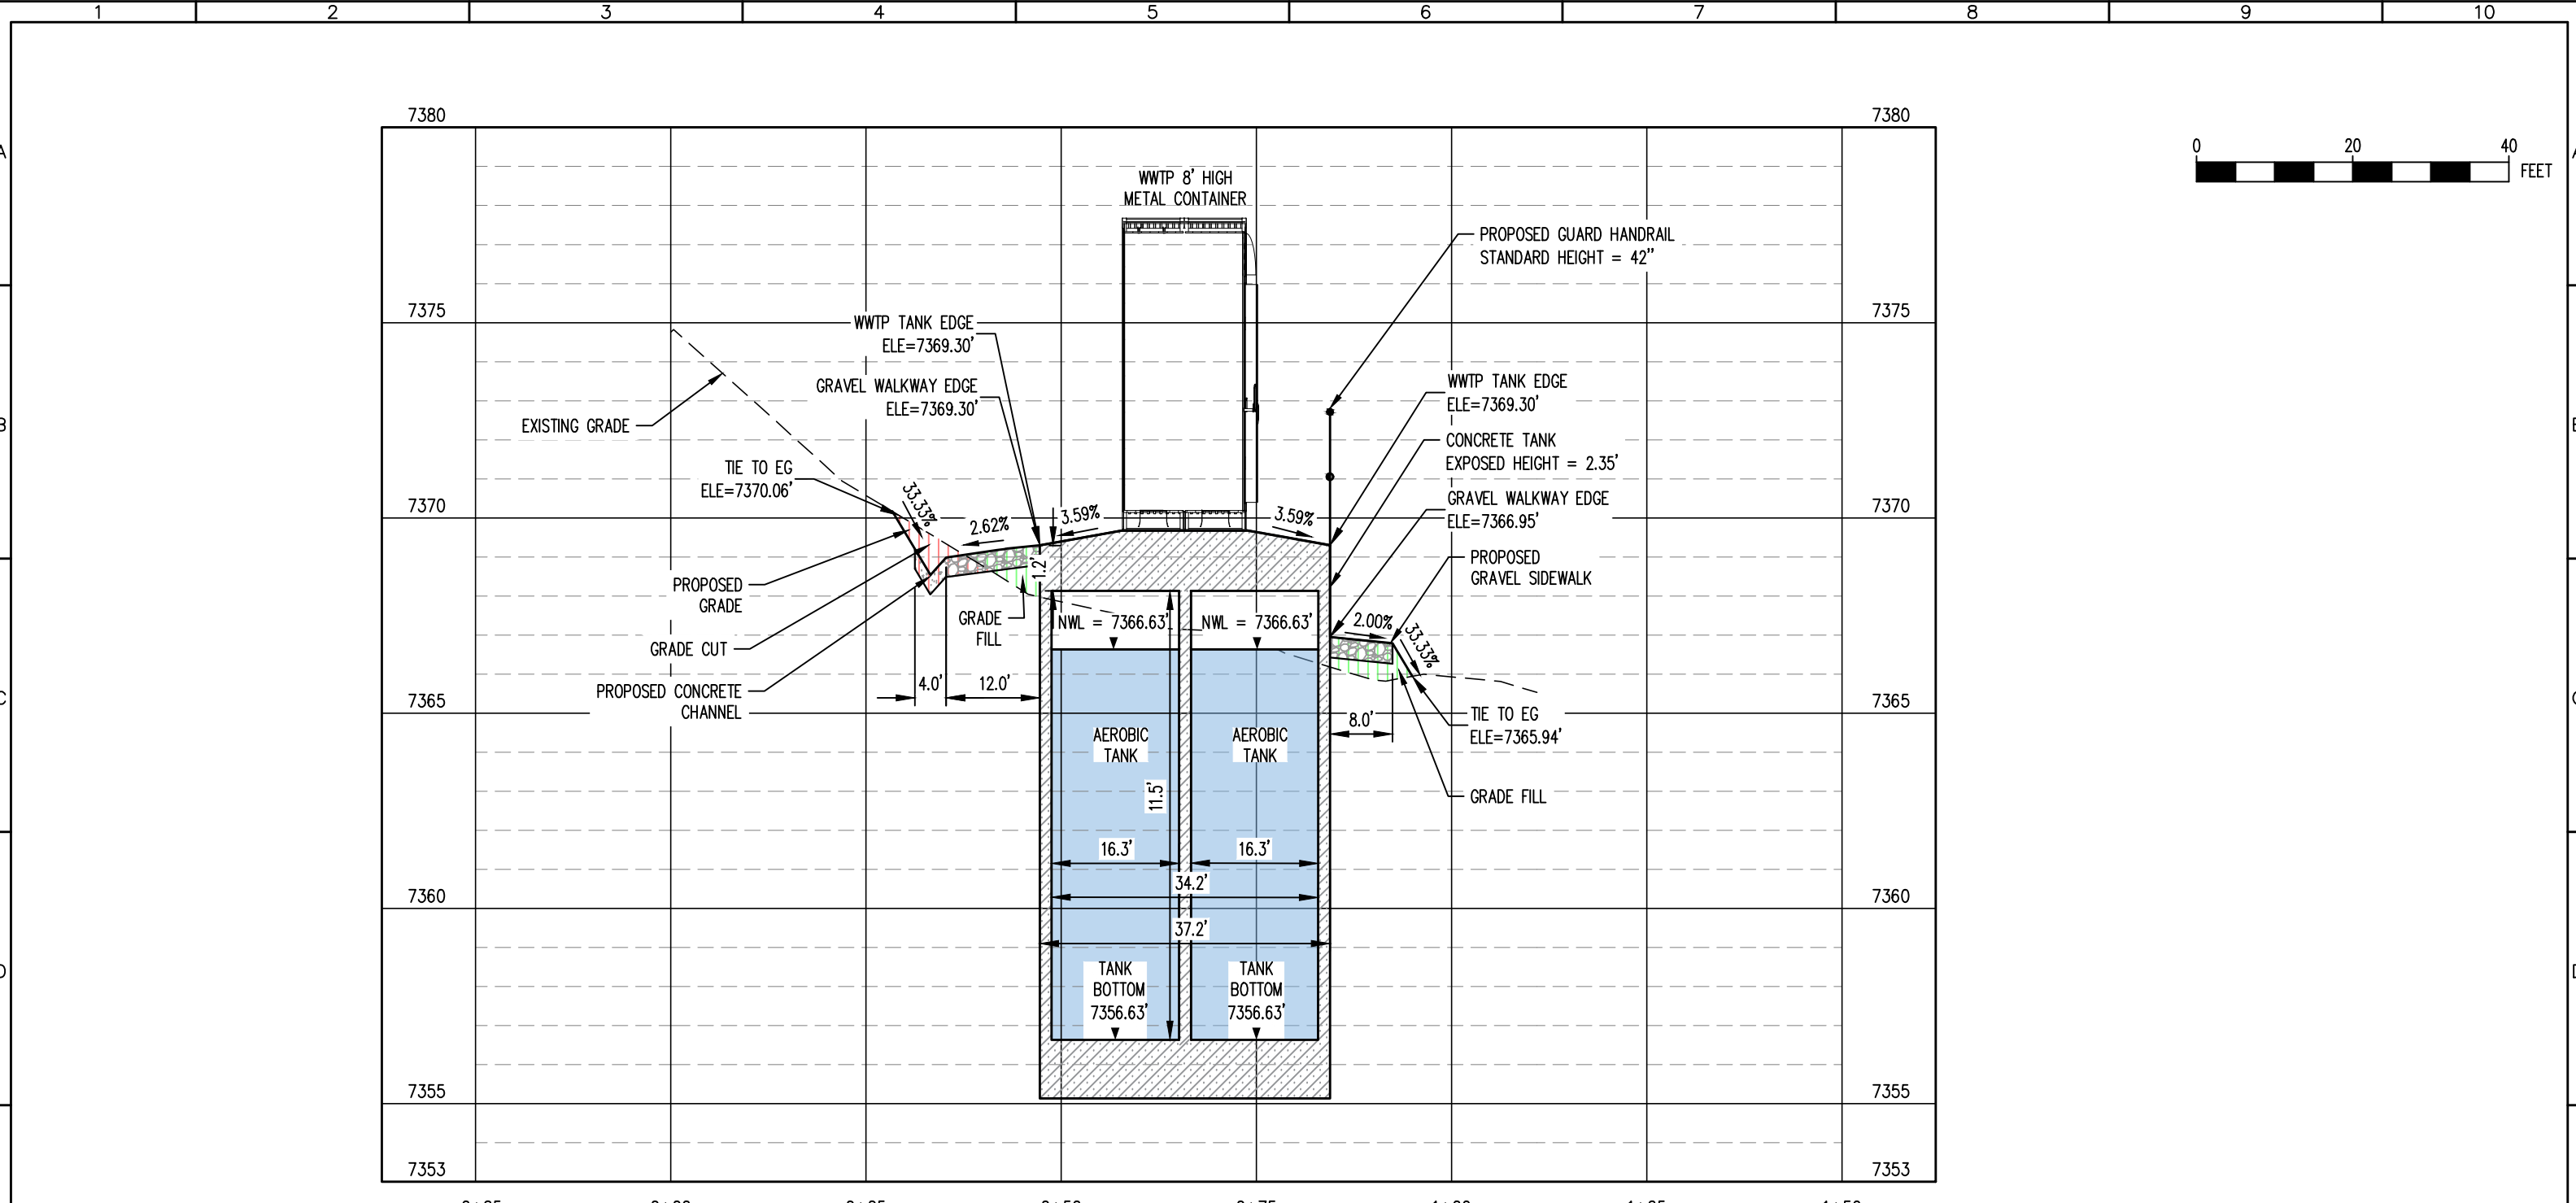 1 2 3 4 5 6 7 8 9 10
A
B
C
D
7380
7380
0 20 40
FEET
WWTP 8' HIGH
METAL CONTAINER
PROPOSED GUARD HANDRAIL
STANDARD HEIGHT = 42"
7375
7375
WWTP TANK EDGE
ELE=7369.30'
GRAVEL WALKWAY EDGE
ELE=7369.30'
WWTP TANK EDGE
ELE=7369.30'
EXISTING GRADE
CONCRETE TANK
EXPOSED HEIGHT = 2.35'
TIE TO EG
ELE=7370.06'
GRAVEL WALKWAY EDGE
ELE=7366.95'
7370
7370
33.33%
2.62%
3.59%
3.59%
1.2'
PROPOSED
GRAVEL SIDEWALK
PROPOSED
GRADE
GRADE
FILL
NWL = 7366.63'
NWL = 7366.63'
2.00%
33.33%
GRADE CUT
4.0'
12.0'
PROPOSED CONCRETE
CHANNEL
7365
7365
8.0'
TIE TO EG
ELE=7365.94'
AEROBIC
TANK
AEROBIC
TANK
11.5'
GRADE FILL
16.3'
16.3'
34.2'
7360
7360
37.2'
TANK
BOTTOM
7356.63'
TANK
BOTTOM
7356.63'
7355
7355
7353
7353